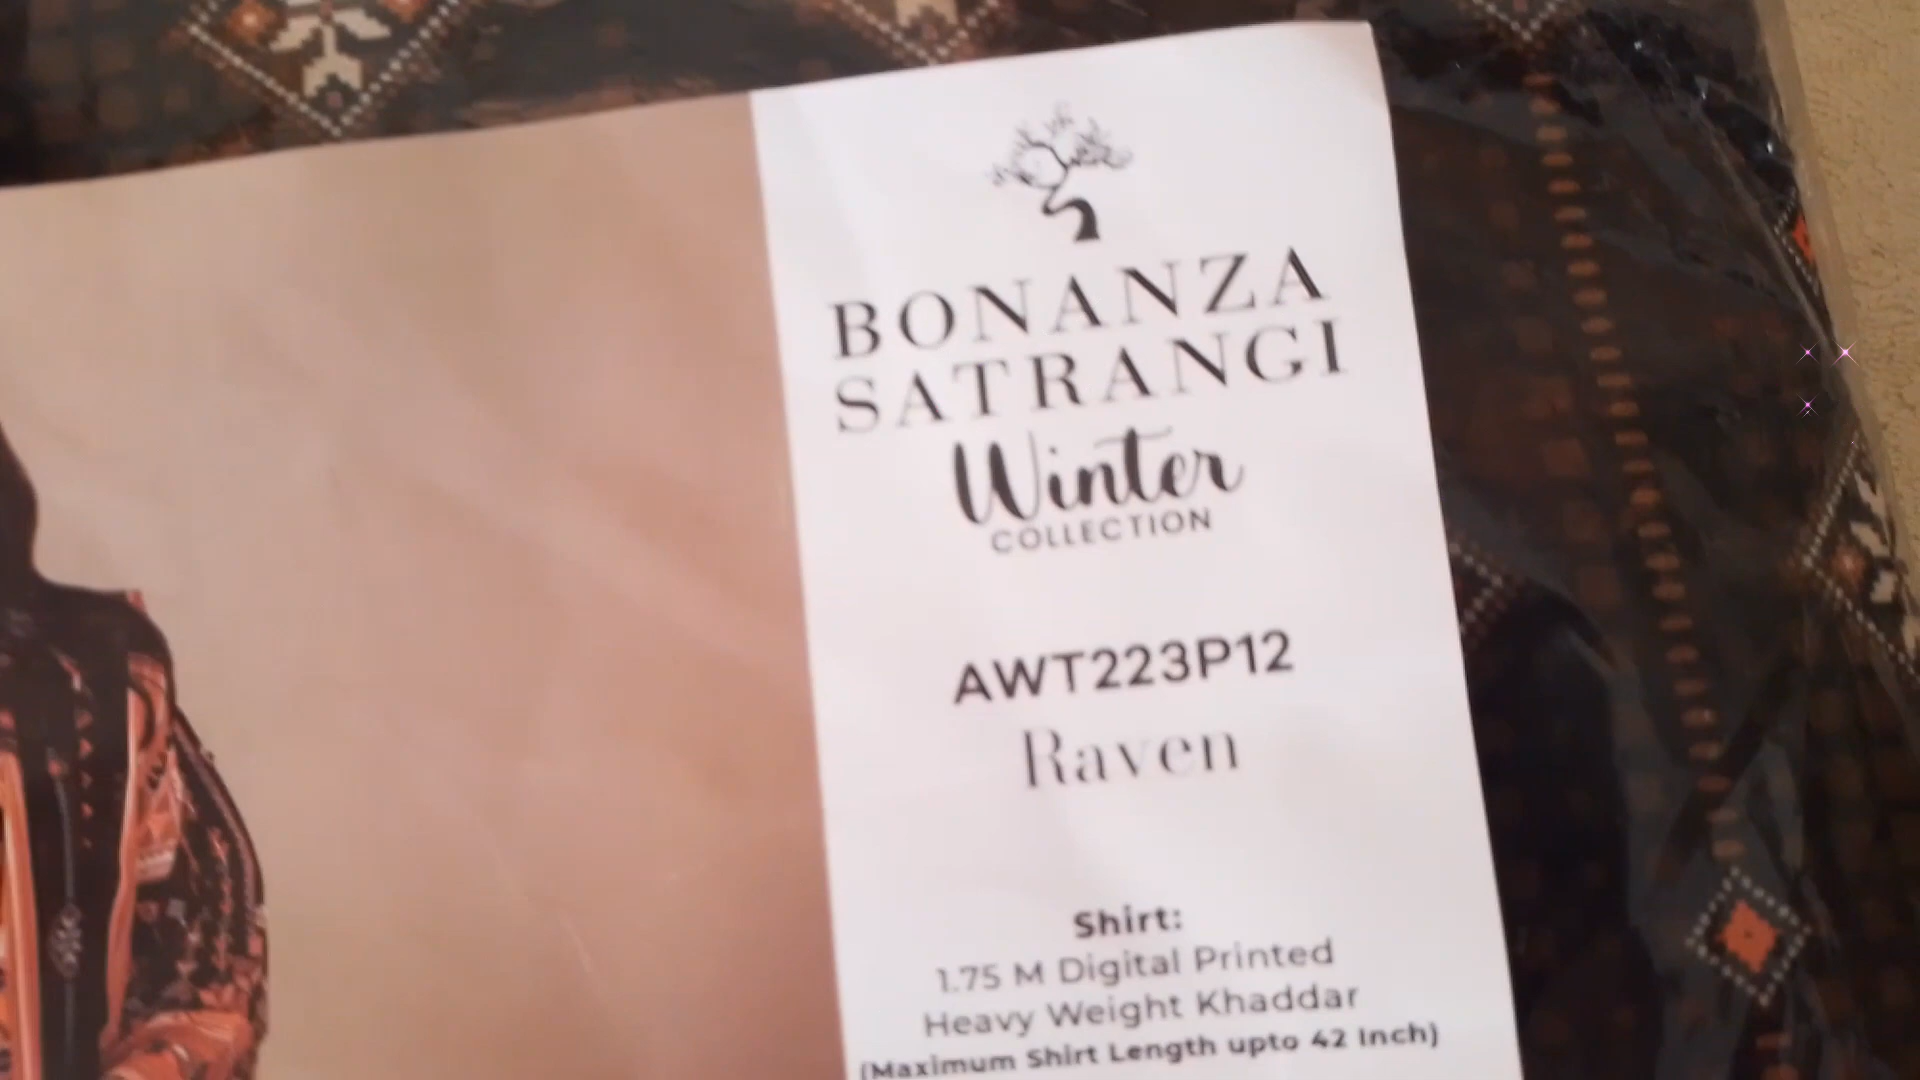 BONANZA
SATRANGI
Winter
COLLECTION
AWT223P12
Raven
Shirt:
1.75 M Digital Printed
Heavy Weight Khaddar
(Maximum Shirt Length upto 42 Inch)